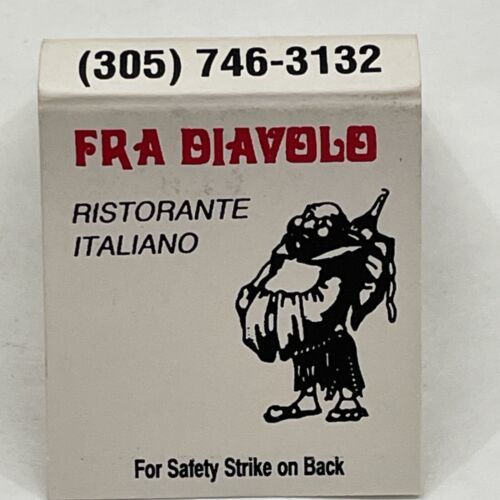 (305) 746-3132
FRA DIAVOLO
RISTORANTE
ITALIANO
For Safety Strike on Back